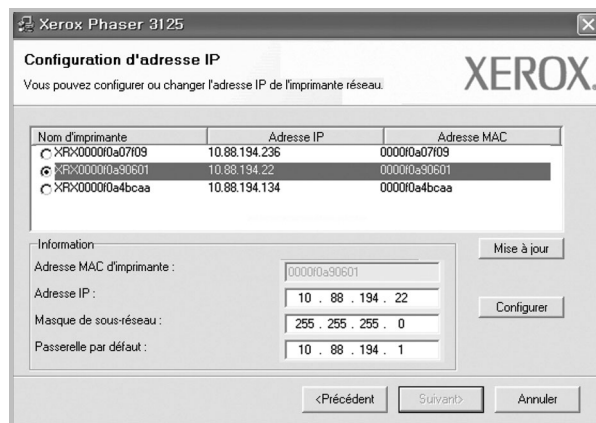 Xerox Phaser 3125
Configuration d'adresse IP
Vous pouvez configurer ou changer l'adresse IP de l'imprimante réseau.
XEROX.
Nom d'imprimante Adresse IP Adresse MAC
XRX0000f0a07f09 10.88.194.236 0000f0a07f09
XRX0000f0a90601 10.88.194.22 0000f0a90601
XRX0000f0a4bcaa 10.88.194.134 0000f0a4bcaa
Information
Mise à jour
Adresse MAC d'imprimante : 0000f0a90601
Adresse IP : 10 . 88 . 194 . 22
Configurer
Masque de sous-réseau : 255 . 255 . 255 . 0
Passerelle par défaut : 10 . 88 . 194 . 1
<Précédent Suivant> Annuler